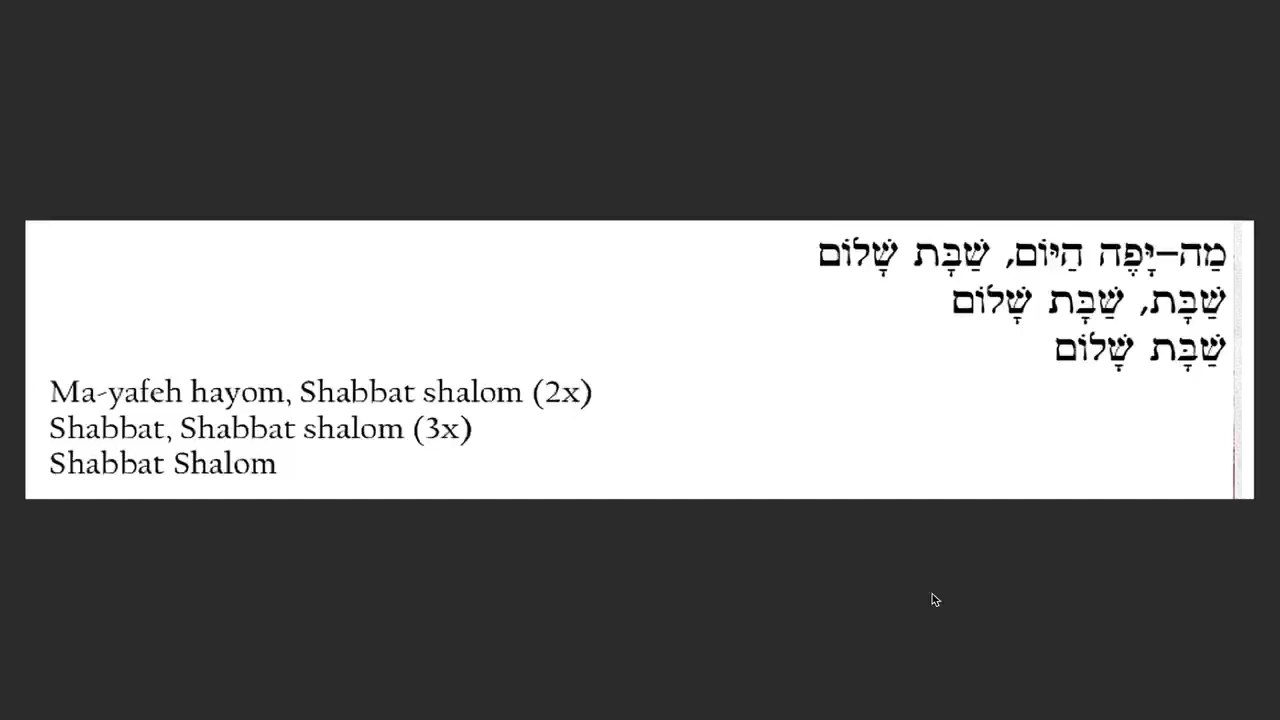 מַה–יָּפֶה הַיּוֹם, שַׁבָּת שָׁלוֹם
שַׁבָּת, שַׁבָּת שָׁלוֹם
שַׁבָּת שָׁלוֹם
Ma-yafeh hayom, Shabbat shalom (2x)
Shabbat, Shabbat shalom (3x)
Shabbat Shalom